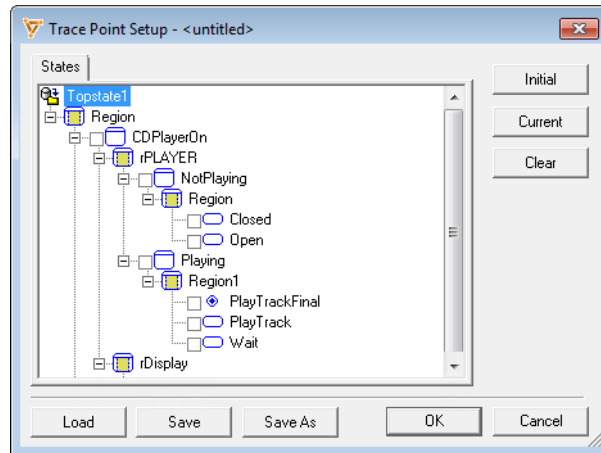 Trace Point Setup - <untitled>
States
Initial
Topstate1
Region
Current
CDPlayerOn
rPLAYER
Clear
NotPlaying
Region
Closed
Open
Playing
Region1
PlayTrackFinal
PlayTrack
Wait
rDisplay
Load
Save
Save As
OK
Cancel